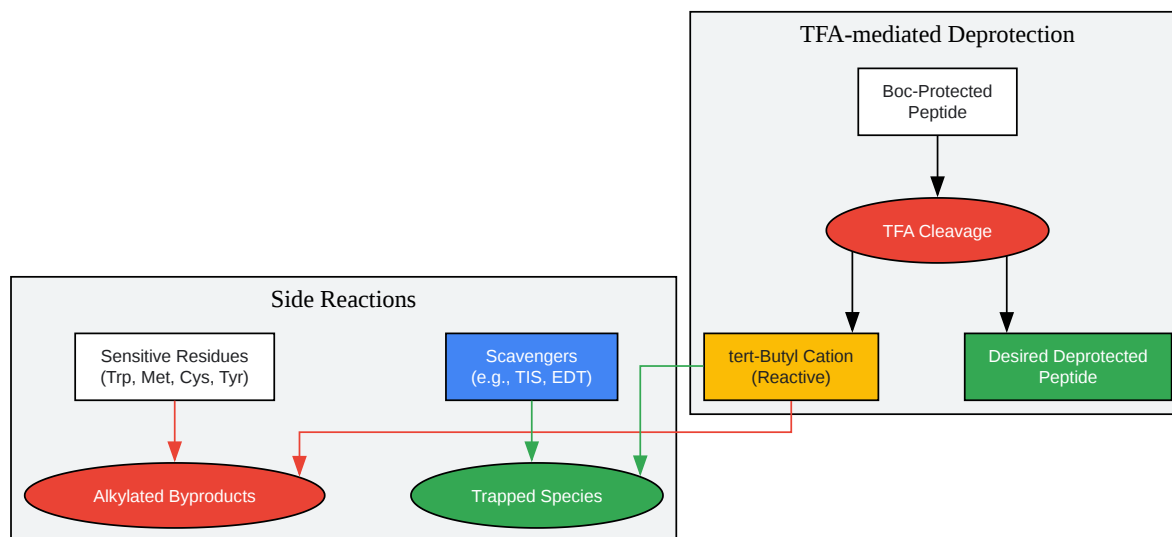 TFA-mediated Deprotection
Boc-Protected
Peptide
TFA Cleavage
Side Reactions
Sensitive Residues
(Trp, Met, Cys, Tyr)
Scavengers
(e.g., TIS, EDT)
tert-Butyl Cation
(Reactive)
Desired Deprotected
Peptide
Alkylated Byproducts
Trapped Species